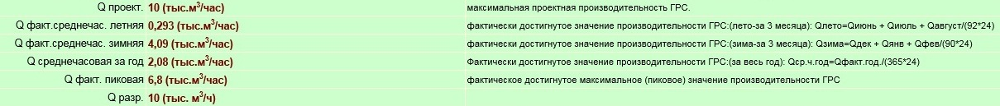 Q проект. 10 (тыс.м³/час) максимальная проектная производительность ГРС.
Q факт.среднечас. летняя 0,293 (тыс.м³/час) фактически достигнутое значение производительности ГРС:(лето-за 3 месяца): Qлето=Qиюнь + Qиюль + Qавгуст/(92*24)
Q факт.среднечас. зимняя 4,09 (тыс.м³/час) фактически достигнутое значение производительности ГРС:(зима-за 3 месяца): Qзима=Qдек + Qянв + Qфев/(90*24)
Q среднечасовая за год 2,08 (тыс.м³/час) Фактически достигнутое значение производительности ГРС:(за весь год): Qср.ч.год=Qфакт.год./(365*24)
Q факт. пиковая 6,8 (тыс.м³/час) фактическое достигнутое максимальное (пиковое) значение производительности ГРС
Q разр. 10 (тыс. м³/ч)